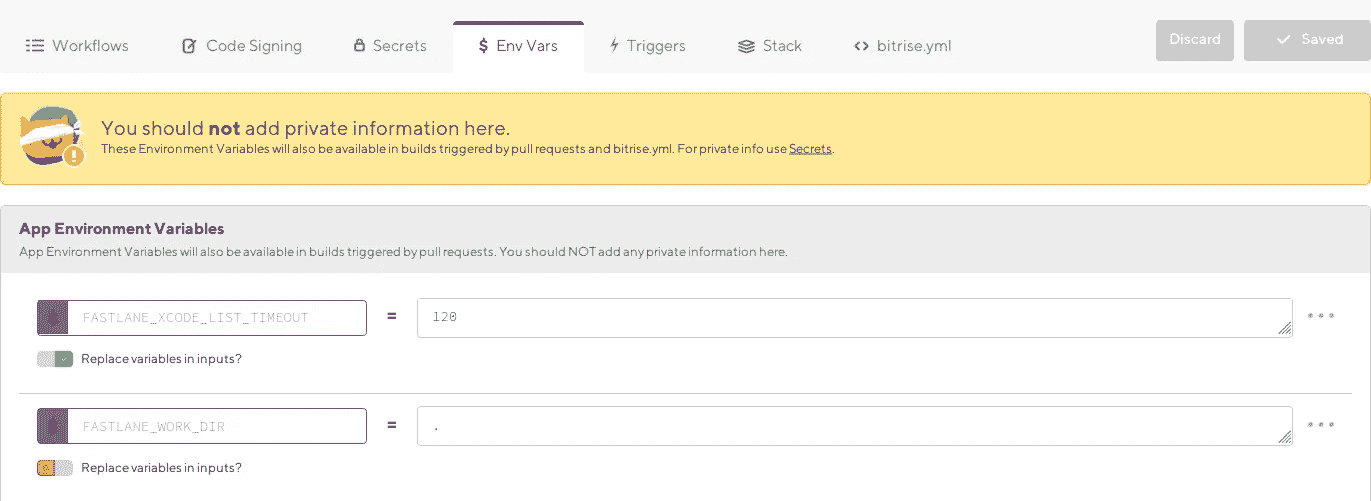 Workflows Code Signing Secrets $ Env Vars Triggers Stack <> bitrise.yml Discard Saved
You should not add private information here.
These Environment Variables will also be available in builds triggered by pull requests and bitrise.yml. For private info use Secrets.
App Environment Variables
App Environment Variables will also be available in builds triggered by pull requests. You should NOT add any private information here.
FASTLANE_XCODE_LIST_TIMEOUT = 120
Replace variables in inputs?
FASTLANE_WORK_DIR = .
Replace variables in inputs?